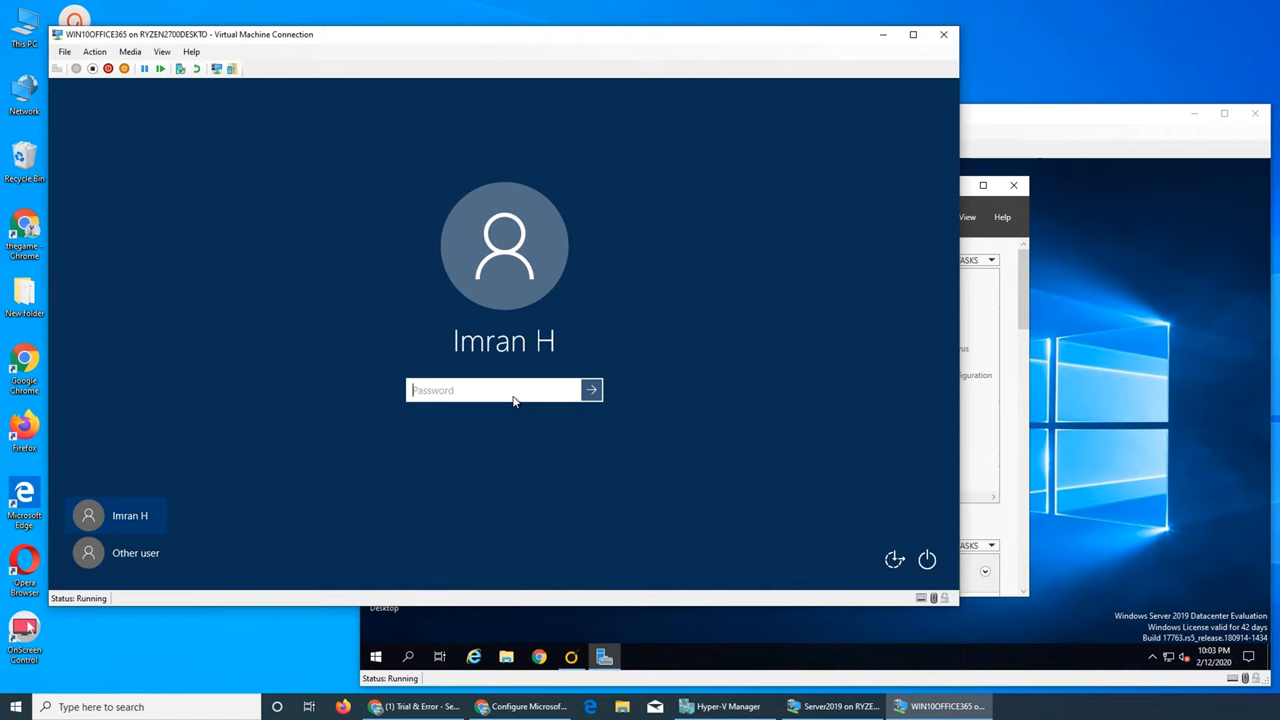 This PC
Network
Recycle Bin
thegame -
Chrome
New folder
Google
Chrome
Firefox
Microsoft
Edge
Opera
Browser
OnScreen
Control
WIN10OFFICE365 on RYZEN2700DESKTO - Virtual Machine Connection
File Action Media View Help
Imran H
Password
Imran H
Other user
Status: Running
View Help
TASKS
rus
figuration
TASKS
Desktop
Windows Server 2019 Datacenter Evaluation
Windows License valid for 42 days
Build 17763.rs5_release.180914-1434
10:03 PM
2/12/2020
Status: Running
Type here to search
(1) Trial & Error - Se...
Configure Microsof...
Hyper-V Manager
Server2019 on RYZE...
WIN10OFFICE365 o...